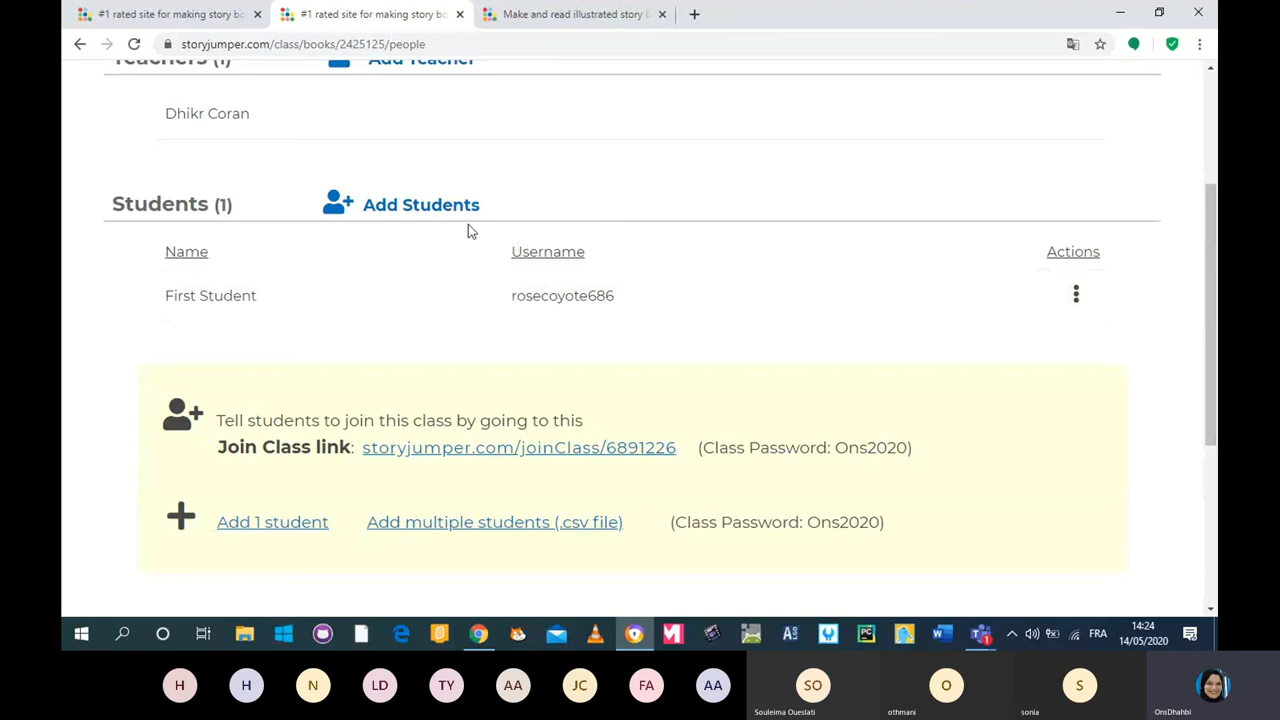 #1 rated site for making story bo
#1 rated site for making story bo
Make and read illustrated story l
storyjumper.com/class/books/2425125/people
Teachers (1)
Add Teacher
Dhikr Coran
Students (1)
Add Students
Name
Username
Actions
First Student
rosecoyote686
Tell students to join this class by going to this
Join Class link: storyjumper.com/joinClass/6891226 (Class Password: Ons2020)
Add 1 student
Add multiple students (.csv file)
(Class Password: Ons2020)
FRA
14:24
14/05/2020
H
H
N
LD
TY
AA
JC
FA
AA
SO
O
S
Souleima Oueslati
othmani
sonia
OnsDhahbi